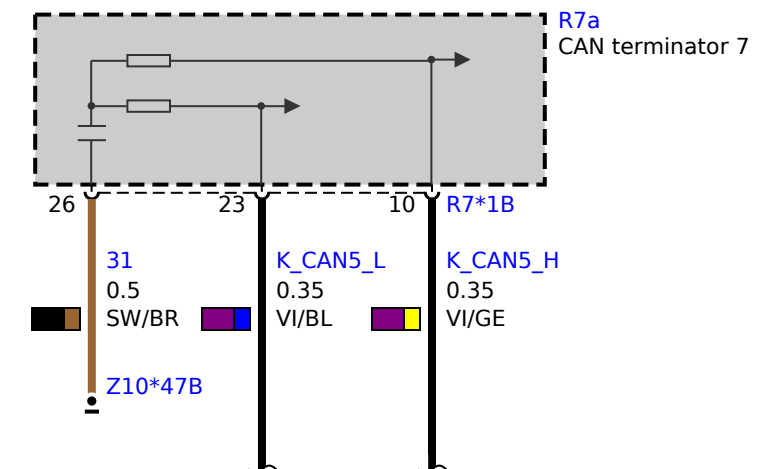 R7a
CAN terminator 7
26
23
10
R7*1B
31
0.5
SW/BR
K_CAN5_L
0.35
VI/BL
K_CAN5_H
0.35
VI/GE
Z10*47B